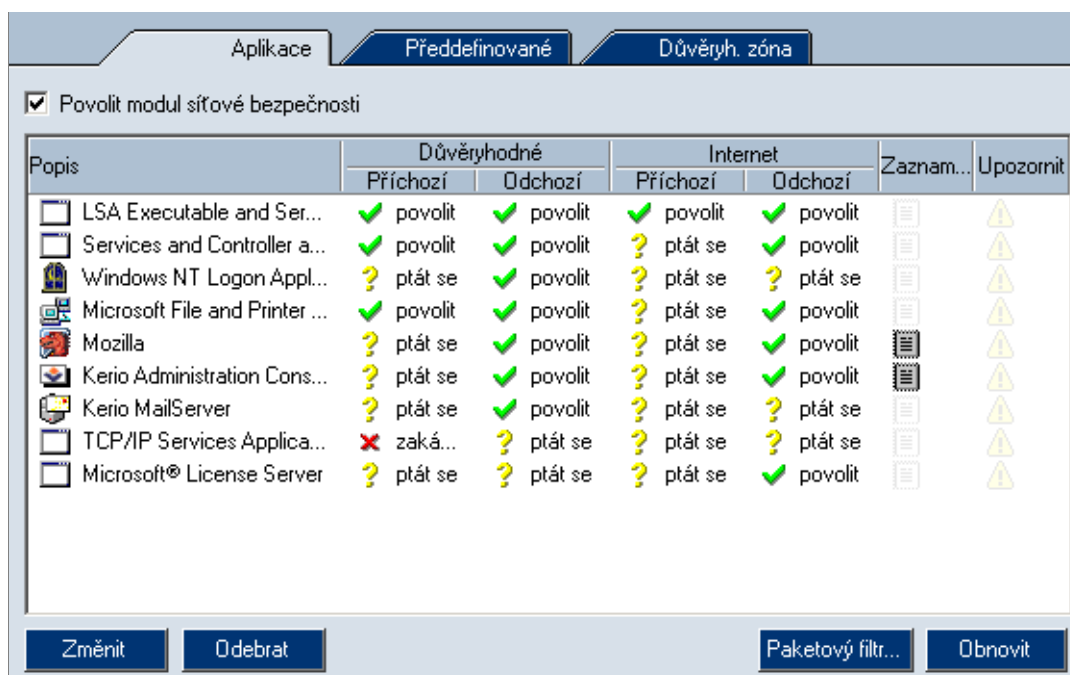 Aplikace Předdefinované Důvěryh. zóna
Povolit modul síťové bezpečnosti
Popis Důvěryhodné Internet Zaznam... Upozornit
Příchozí Odchozí Příchozí Odchozí
LSA Executable and Ser... povolit povolit povolit povolit
Services and Controller a... povolit povolit ptát se povolit
Windows NT Logon Appl... ptát se povolit ptát se ptát se
Microsoft File and Printer ... povolit povolit ptát se povolit
Mozilla ptát se povolit ptát se povolit
Kerio Administration Cons... ptát se povolit ptát se povolit
Kerio MailServer ptát se povolit ptát se ptát se
TCP/IP Services Applica... zaká... ptát se ptát se ptát se
Microsoft® License Server ptát se ptát se ptát se povolit
Změnit Odebrat Paketový filtr... Obnovit